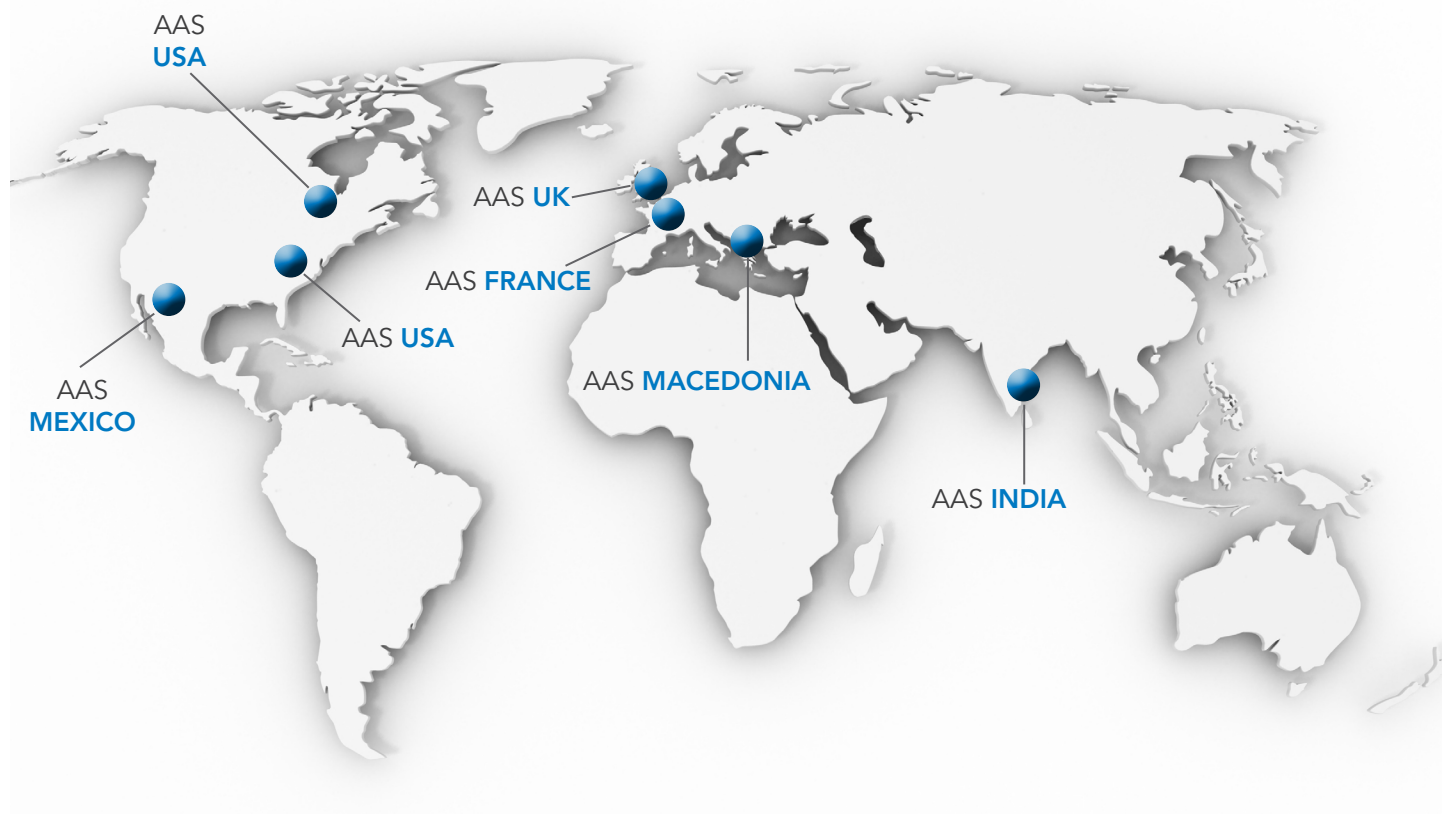 AAS
USA
AAS UK
AAS FRANCE
AAS USA
AAS MACEDONIA
AAS
MEXICO
AAS INDIA